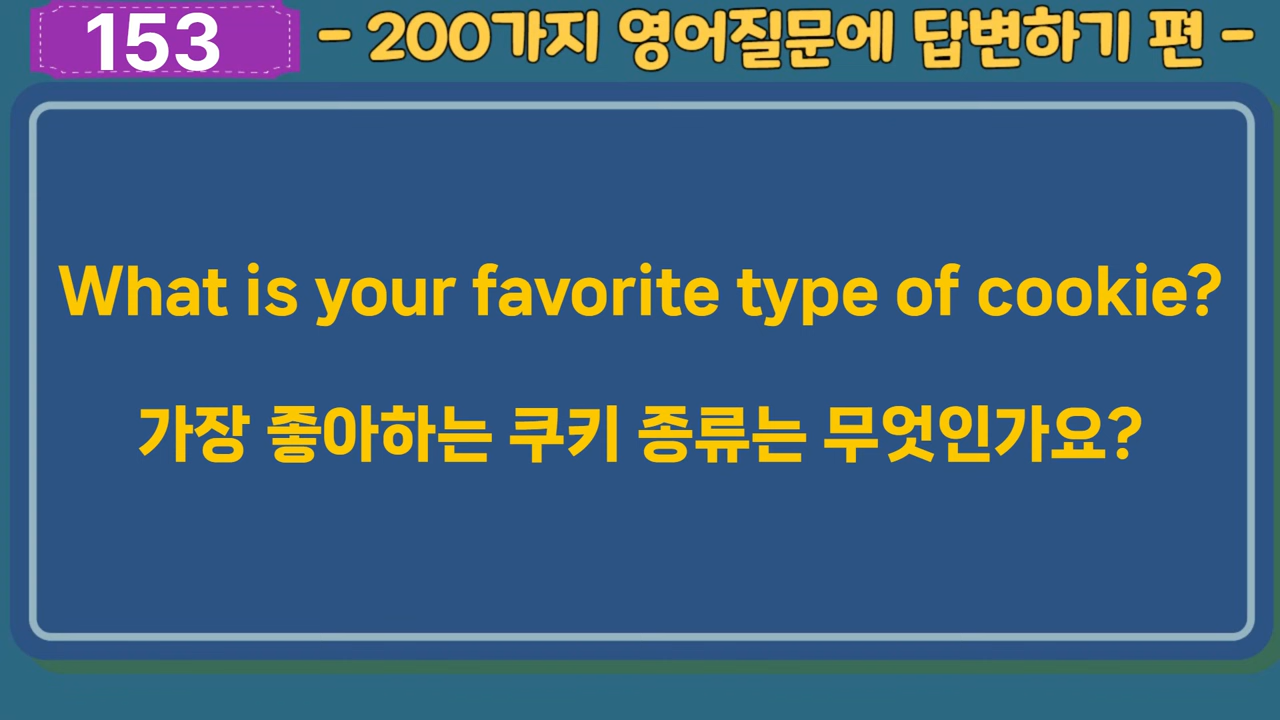 153
- 200가지 영어질문에 답변하기 편 -
What is your favorite type of cookie?
가장 좋아하는 쿠키 종류는 무엇인가요?